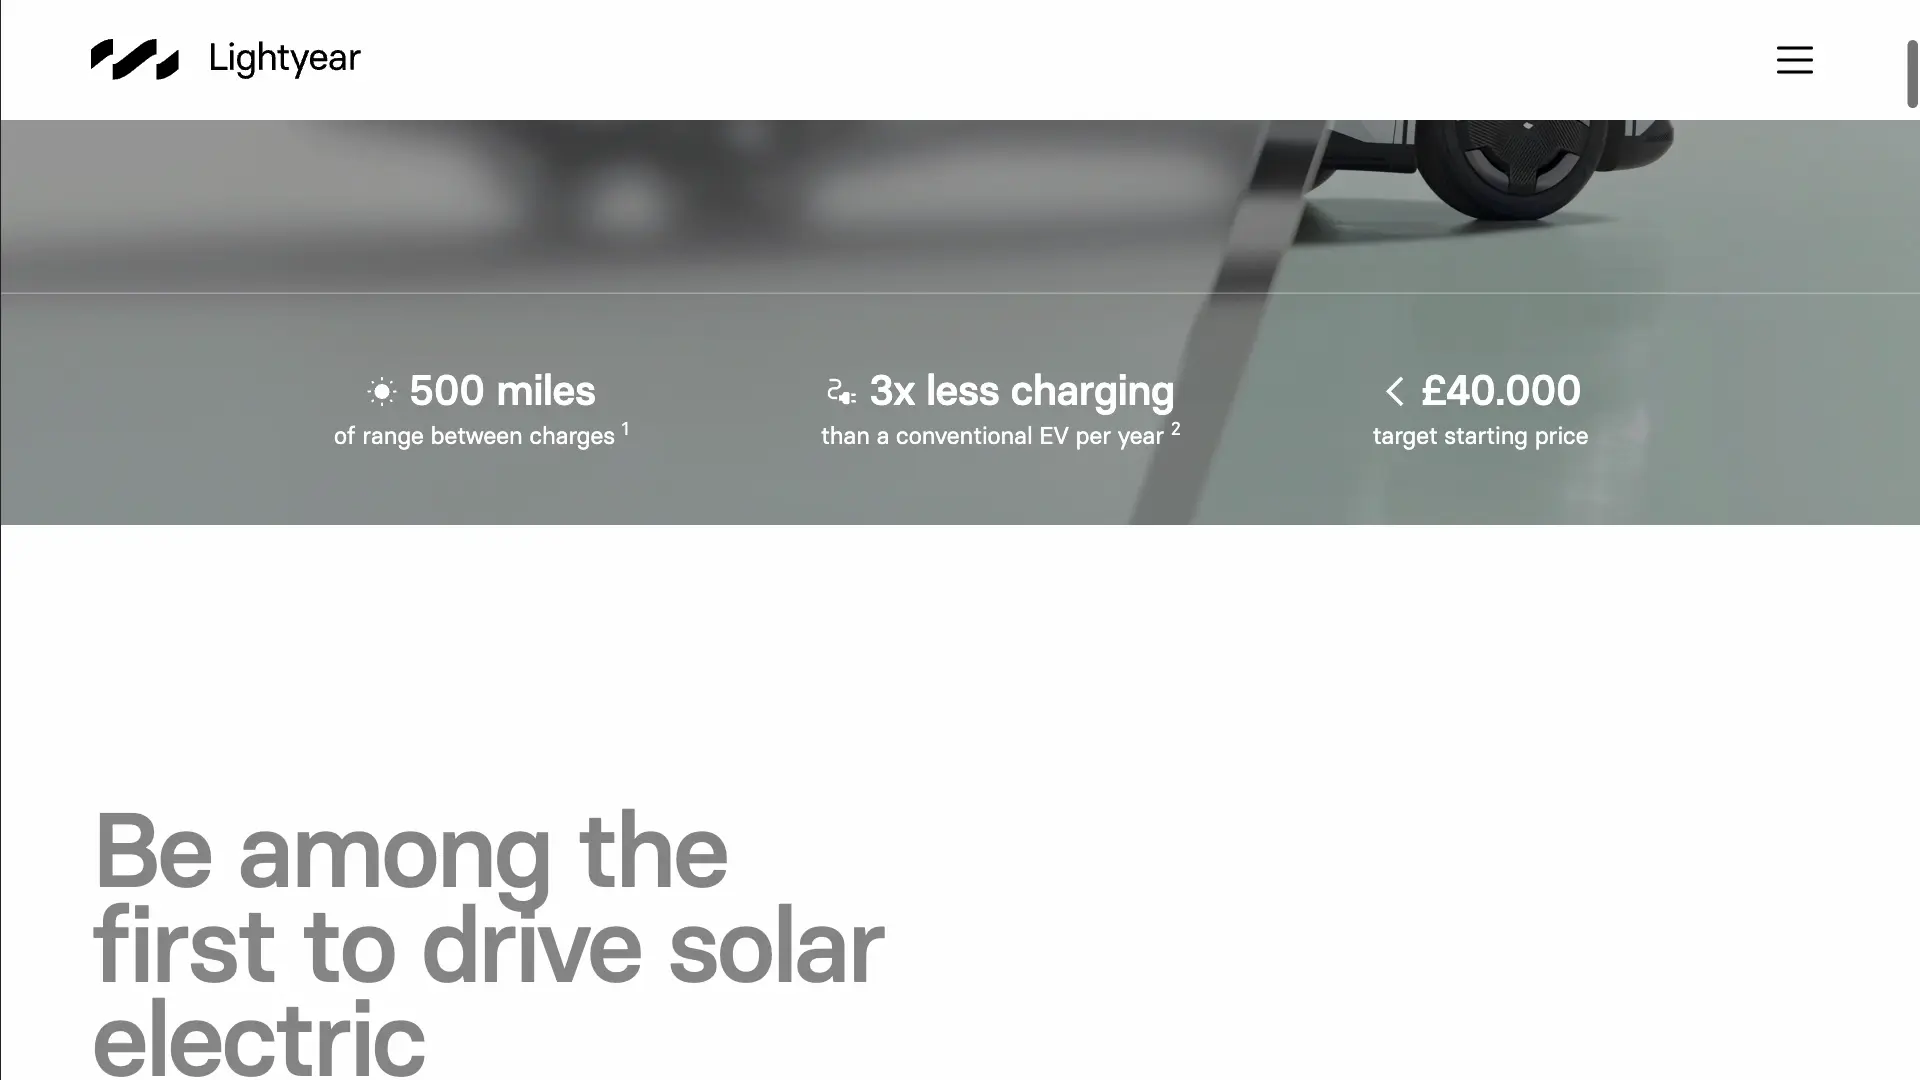 Lightyear
500 miles
of range between charges 1
3x less charging
than a conventional EV per year 2
< £40.000
target starting price
Be among the
first to drive solar
electric